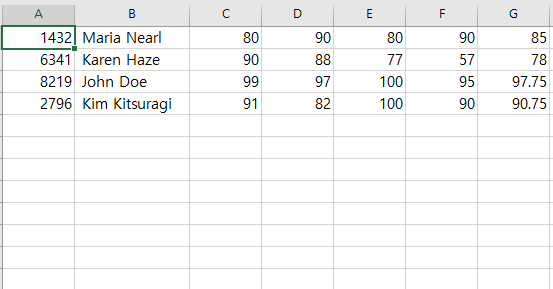 A B C D E F G
1432 Maria Nearl 80 90 80 90 85
6341 Karen Haze 90 88 77 57 78
8219 John Doe 99 97 100 95 97.75
2796 Kim Kitsuragi 91 82 100 90 90.75